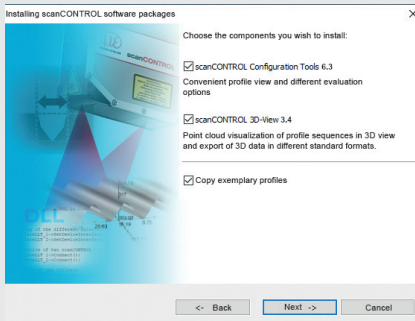 Installing scanCONTROL software packages
Choose the components you wish to install:
scanCONTROL Configuration Tools 6.3
Convenient profile view and different evaluation
options
scanCONTROL 3D-View 3.4
Point cloud visualization of profile sequences in 3D view
and export of 3D data in different standard formats.
Copy exemplary profiles
scanCONTROL
DLL
<- Back
Next ->
Cancel